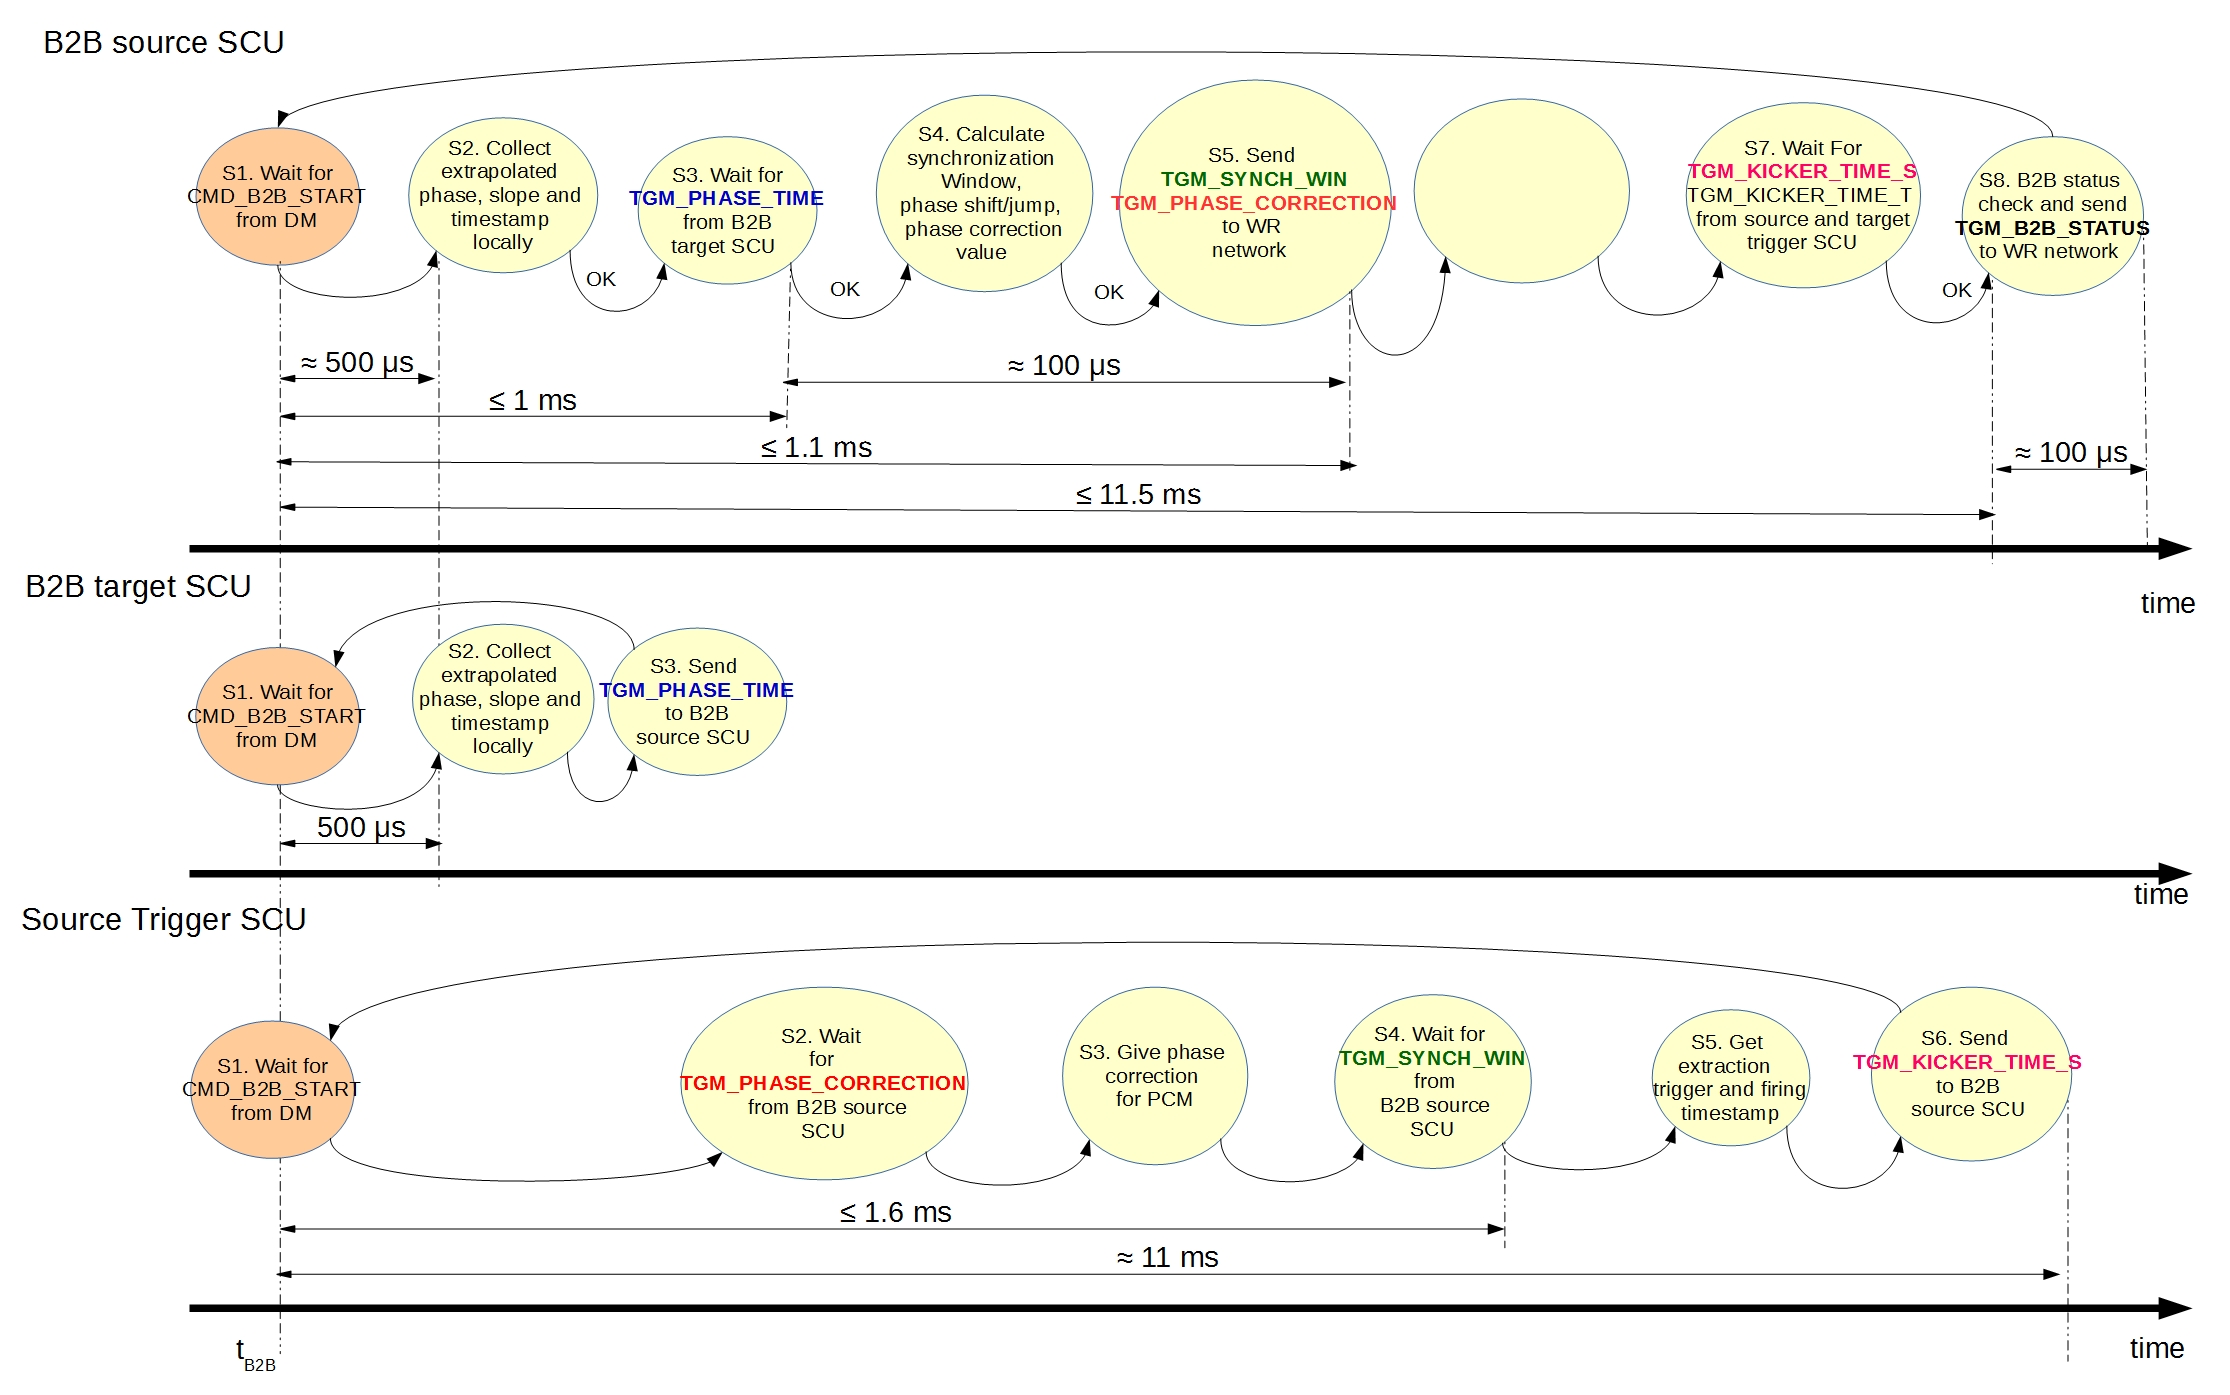 B2B source SCU
S1. Wait for
CMD_B2B_START
from DM
S2. Collect
extrapolated
phase, slope and
timestamp
locally
OK
S3. Wait for
TGM_PHASE_TIME
from B2B
target SCU
OK
S4. Calculate
synchronization
Window,
phase shift/jump,
phase correction
value
OK
S5. Send
TGM_SYNCH_WIN
TGM_PHASE_CORRECTION
to WR
network
S7. Wait For
TGM_KICKER_TIME_S
TGM_KICKER_TIME_T
from source and target
trigger SCU
OK
S8. B2B status
check and send
TGM_B2B_STATUS
to WR network
≈ 500 µs
≈ 100 µs
≤ 1 ms
≤ 1.1 ms
≈ 100 µs
≤ 11.5 ms
time
B2B target SCU
S1. Wait for
CMD_B2B_START
from DM
S2. Collect
extrapolated
phase, slope and
timestamp
locally
S3. Send
TGM_PHASE_TIME
to B2B
source SCU
500 µs
time
Source Trigger SCU
S1. Wait for
CMD_B2B_START
from DM
S2. Wait
for
TGM_PHASE_CORRECTION
from B2B source
SCU
S3. Give phase
correction
for PCM
S4. Wait for
TGM_SYNCH_WIN
from
B2B source
SCU
S5. Get
extraction
trigger and firing
timestamp
S6. Send
TGM_KICKER_TIME_S
to B2B
source SCU
≤ 1.6 ms
≈ 11 ms
tB2B
time